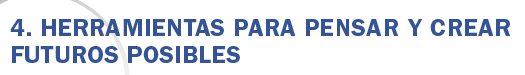 4. HERRAMIENTAS PARA PENSAR Y CREAR
FUTUROS POSIBLES